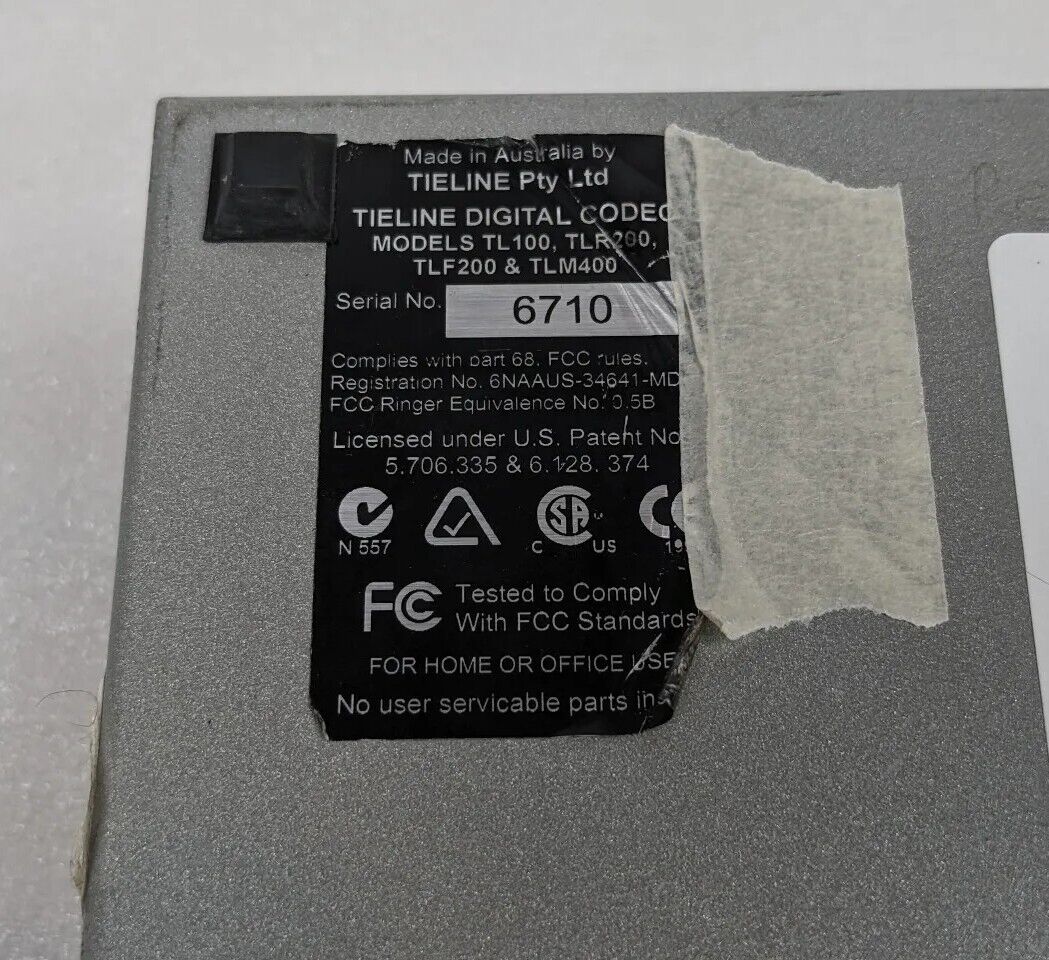 Made in Australia by
TIELINE Pty Ltd
TIELINE DIGITAL CODEC
MODELS TL100, TLR200,
TLF200 & TLM400
Serial No. 6710
Complies with part 68. FCC rules.
Registration No. 6NAAUS-34641-MD
FCC Ringer Equivalence No. 0.5B
Licensed under U.S. Patent No
5.706.335 & 6.128. 374
N 557
C SA US
CE
FC Tested to Comply
With FCC Standards
FOR HOME OR OFFICE USE
No user servicable parts